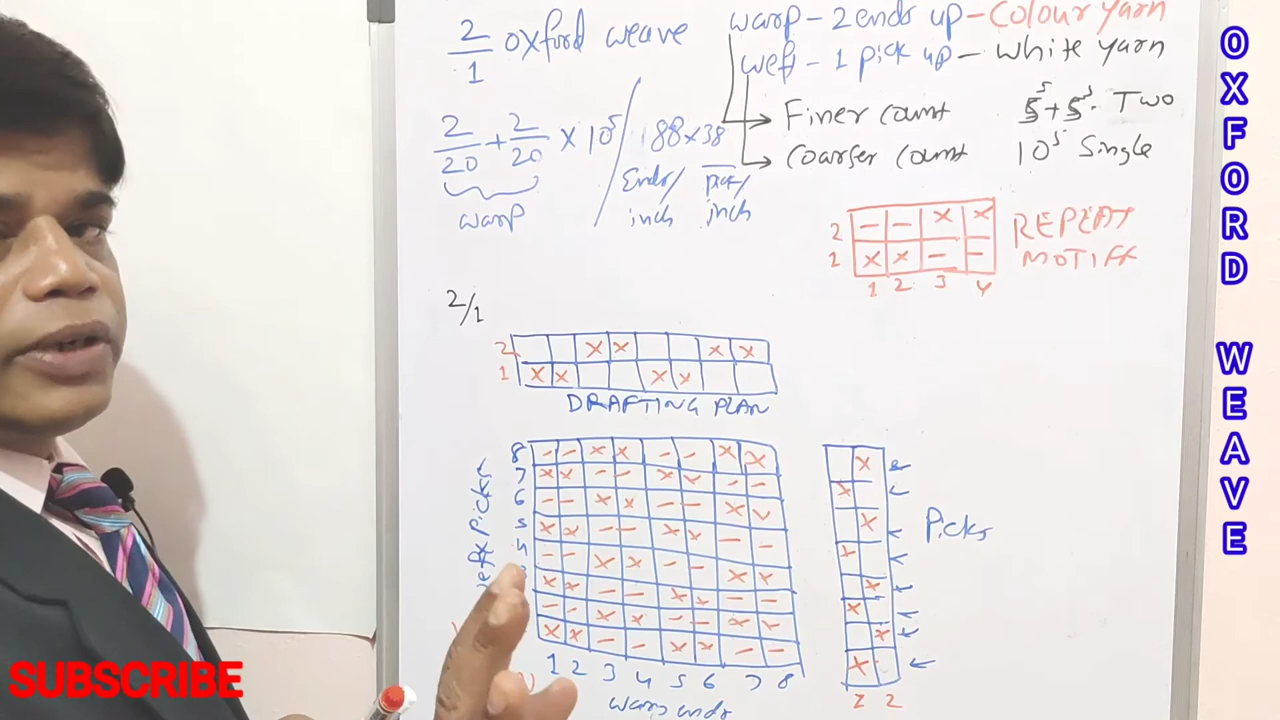 2/1 oxford weave
warp - 2 ends up - Colour yarn
weft - 1 pick up - white yarn
Finer count 5s + 5s. Two
Coarser count 10s Single
2/20 + 2/20 × 10s / 88×38
warp
Ends/ pick/
inch inch
2 - - X X
1 X X - -
1 2 3 4
REPEAT
MOTIFF
2/1
2 X X X X
1 X X X X
DRAFTING PLAN
8 - - X X - - X X
7 X X - - X X - -
6 - - X X - - X X
5 X X - - X X - -
4 - - X X - - X X
X X - - X X - -
- - X X - - X X
X X - - X X - -
1 2 3 4 5 6 7 8
warp ends
Picks
X
X
X
X
X
X
X
X
1 2
Picks
OXFORD WEAVE
SUBSCRIBE